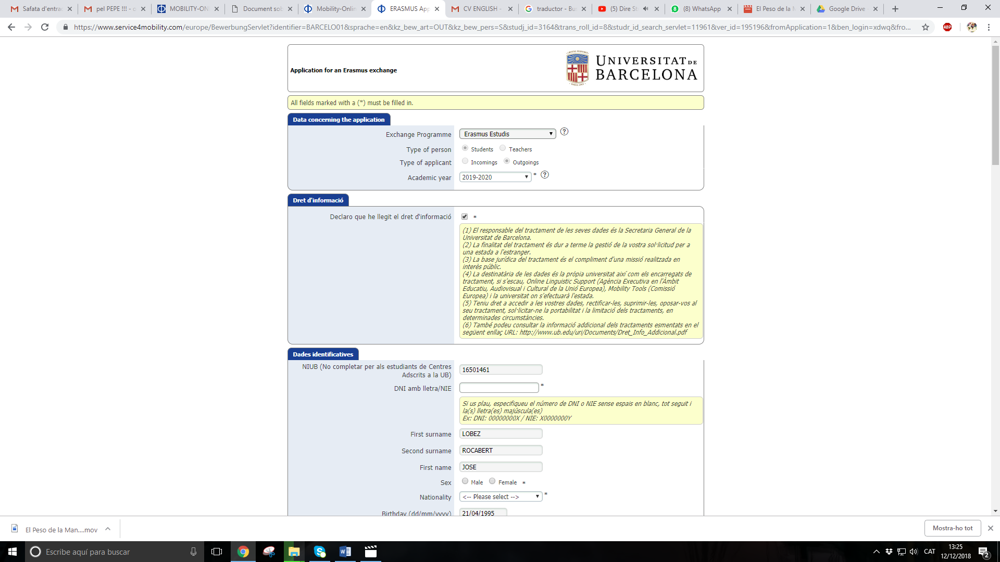 Safata d'entra
pel PEPE !!! - 
MOBILITY-ON
Document sob
Mobility-Onlin
ERASMUS App
CV ENGLISH -
traductor - Bu
(5) Dire St
(8) WhatsApp
El Peso de la M
Google Drive
https://www.service4mobility.com/europe/BewerbungServlet?identifier=BARCELO01&sprache=en&kz_bew_art=OUT&kz_bew_pers=S&studj_id=3164&trans_roll_id=8&studr_id_search_servlet=11961&ver_id=195196&fromApplication=1&ben_login=xdwq&fro...
ABP
Application for an Erasmus exchange
UNIVERSITAT DE
BARCELONA
All fields marked with a (*) must be filled in.
Data concerning the application
Exchange Programme Erasmus Estudis ?
Type of person Students Teachers
Type of applicant Incomings Outgoings
Academic year 2019-2020 * ?
Dret d'informació
Declaro que he llegit el dret d'informació *
(1) El responsable del tractament de les seves dades és la Secretaria General de la
Universitat de Barcelona.
(2) La finalitat del tractament és dur a terme la gestió de la vostra sol·licitud per a
una estada a l'estranger.
(3) La base jurídica del tractament és el compliment d'una missió realitzada en
interès públic.
(4) La destinatària de les dades és la pròpia universitat així com els encarregats de
tractament, si s'escau, Online Linguistic Support (Agència Executiva en l'Àmbit
Educatiu, Audiovisual i Cultural de la Unió Europea), Mobility Tools (Comissió
Europea) i la universitat on s'efectuarà l'estada.
(5) Teniu dret a accedir a les vostres dades, rectificar-les, suprimir-les, oposar-vos al
seu tractament, sol·licitar-ne la portabilitat i la limitació dels tractaments, en
determinades circumstàncies.
(6) També podeu consultar la informació addicional dels tractaments esmentats en el
següent enllaç URL: http://www.ub.edu/uri/Documents/Dret_Info_Addicional.pdf
Dades identificatives
NIUB (No completar per als estudiants de Centres
Adscrits a la UB) 16501461
DNI amb lletra/NIE *
Si us plau, especifiqueu el número de DNI o NIE sense espais en blanc, tot seguit i
la(s) lletra(es) majúscula(es)
Ex: DNI: 00000000X / NIE: X0000000Y
First surname LOBEZ
Second surname ROCABERT
First name JOSE
Sex Male Female *
Nationality <-- Please select --> *
Birthday (dd/mm/yyyy) 21/04/1995
El Peso de la Man....mov
Mostra-ho tot
Escribe aquí para buscar
CAT
13:25
12/12/2018
2